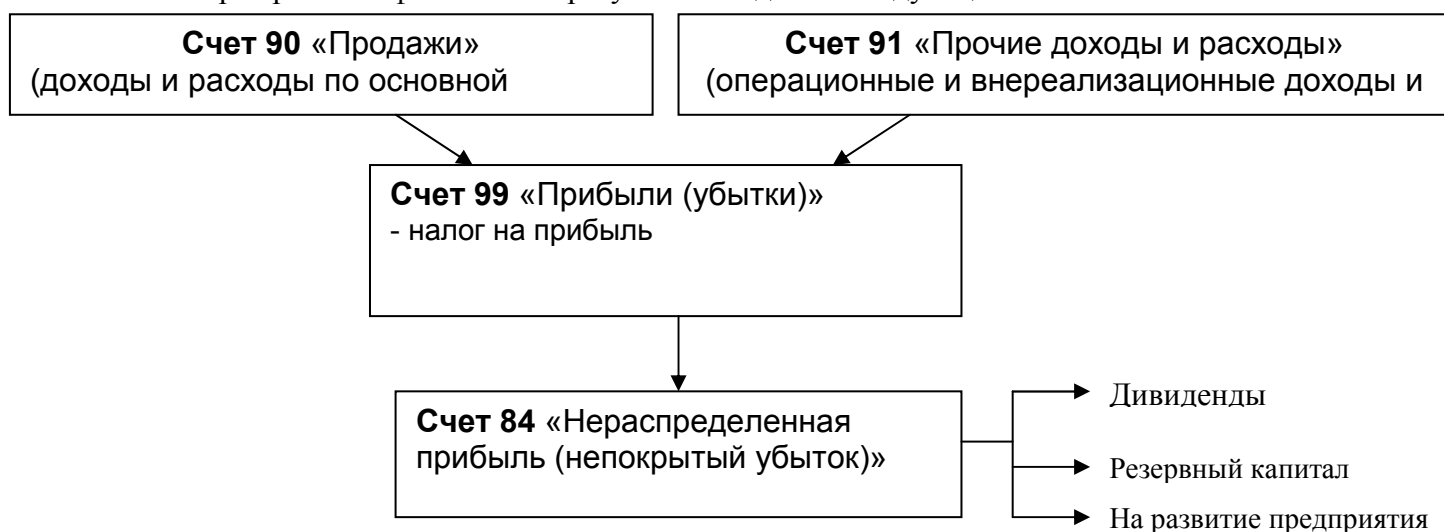 Счет 90 «Продажи»
(доходы и расходы по основной
Счет 91 «Прочие доходы и расходы»
(операционные и внереализационные доходы и
Счет 99 «Прибыли (убытки)»
- налог на прибыль
Счет 84 «Нераспределенная
прибыль (непокрытый убыток)»
Дивиденды
Резервный капитал
На развитие предприятия